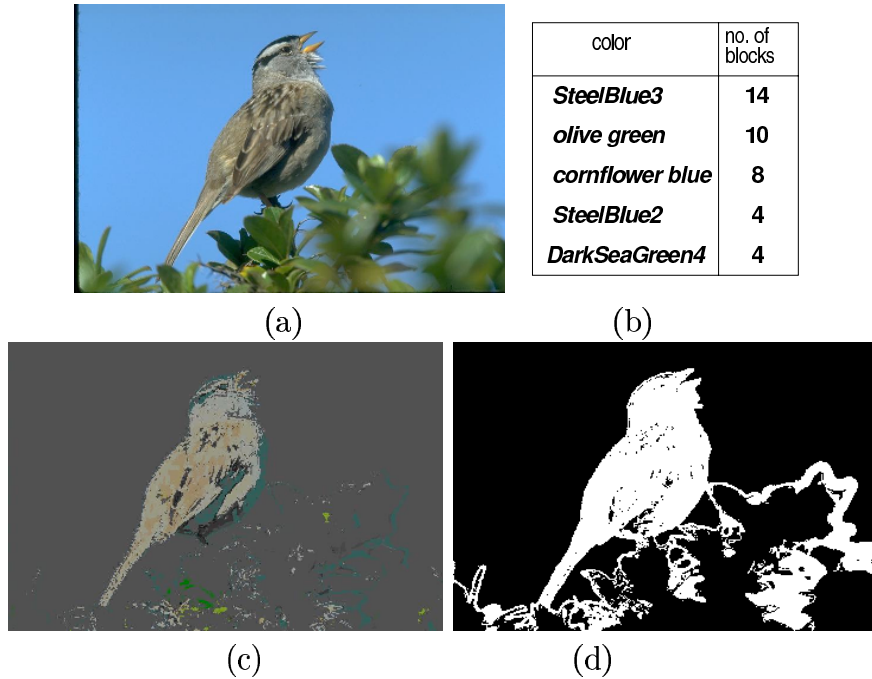 color no. of
blocks
SteelBlue3 14
olive green 10
cornflower blue 8
SteelBlue2 4
DarkSeaGreen4 4
(a) (b)
(c) (d)